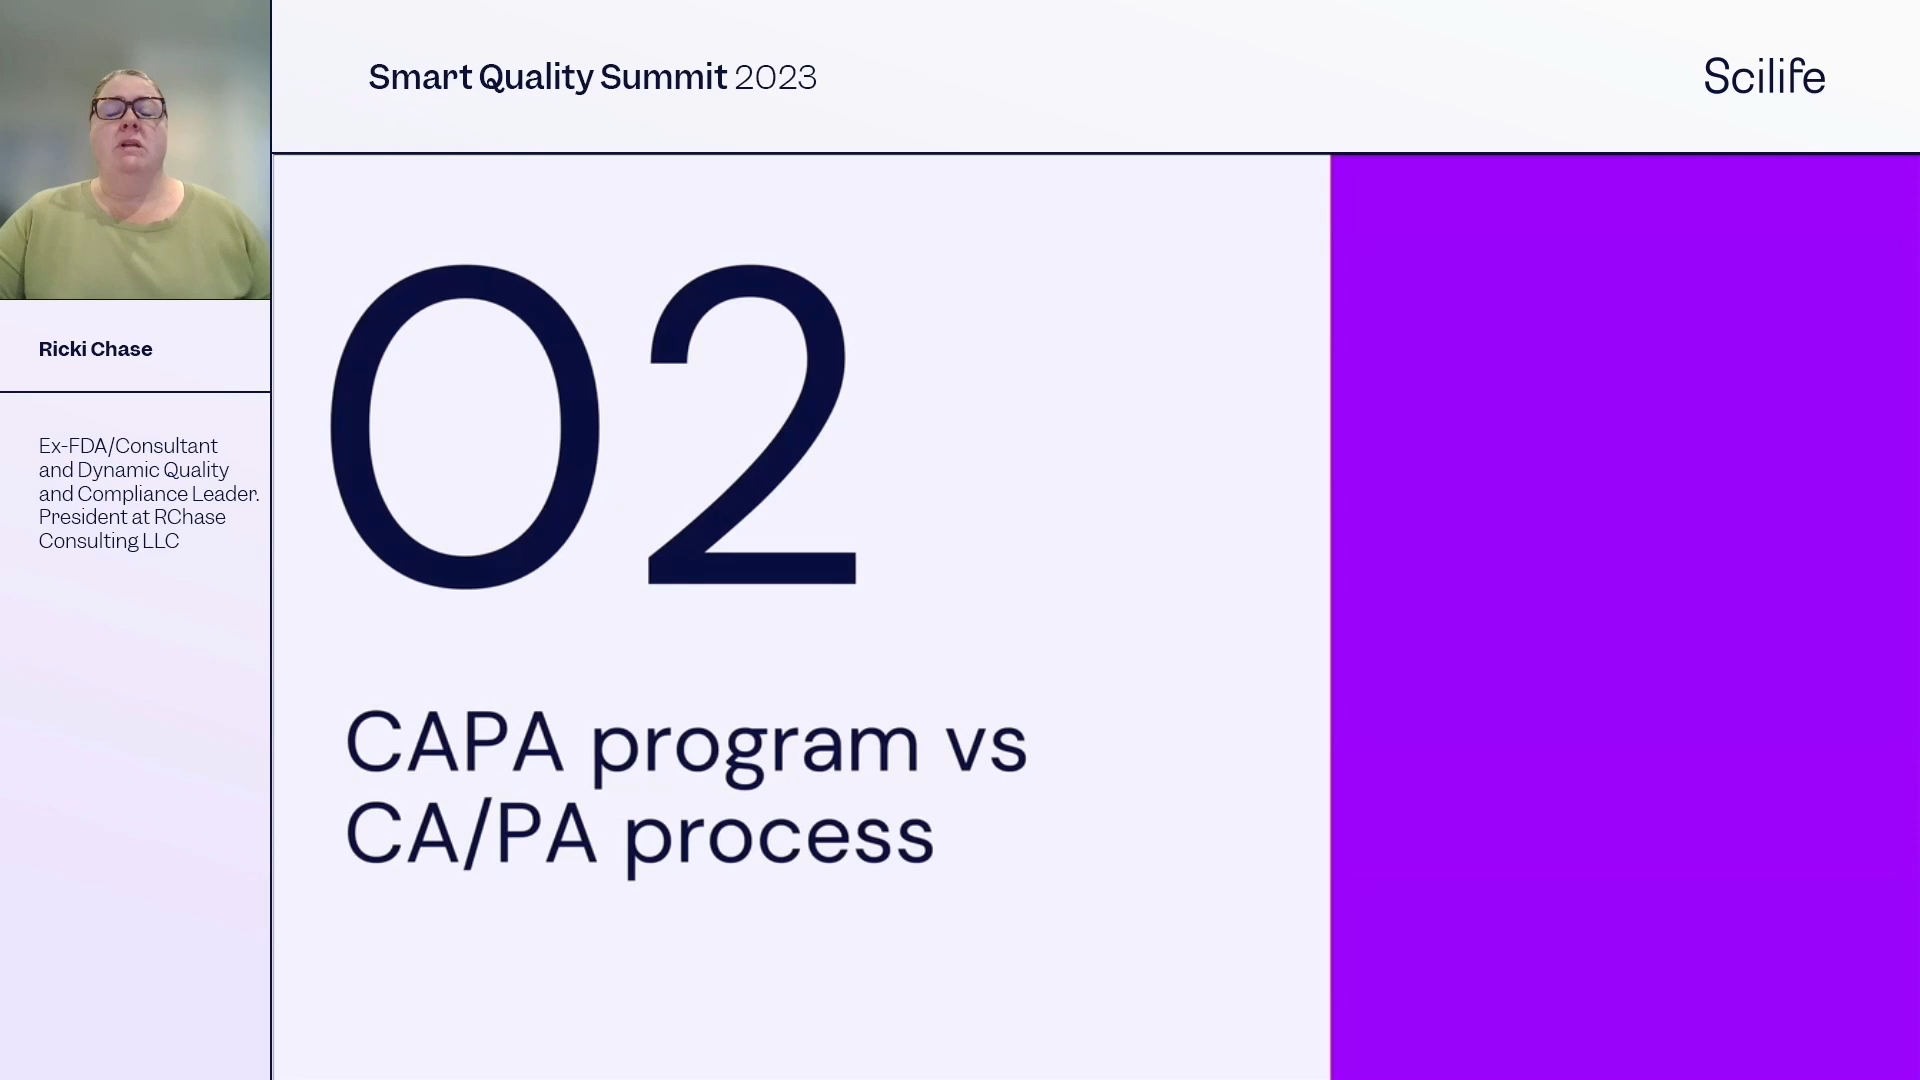 Smart Quality Summit 2023
Scilife
Ricki Chase
Ex-FDA/Consultant
and Dynamic Quality
and Compliance Leader.
President at RChase
Consulting LLC
02
CAPA program vs
CA/PA process